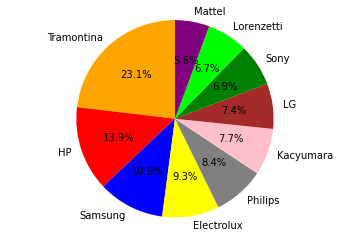 Mattel
5.6%
Lorenzetti
6.7%
Sony
6.9%
LG
7.4%
Kacyumara
7.7%
Philips
8.4%
Electrolux
9.3%
Samsung
10.9%
HP
13.9%
Tramontina
23.1%